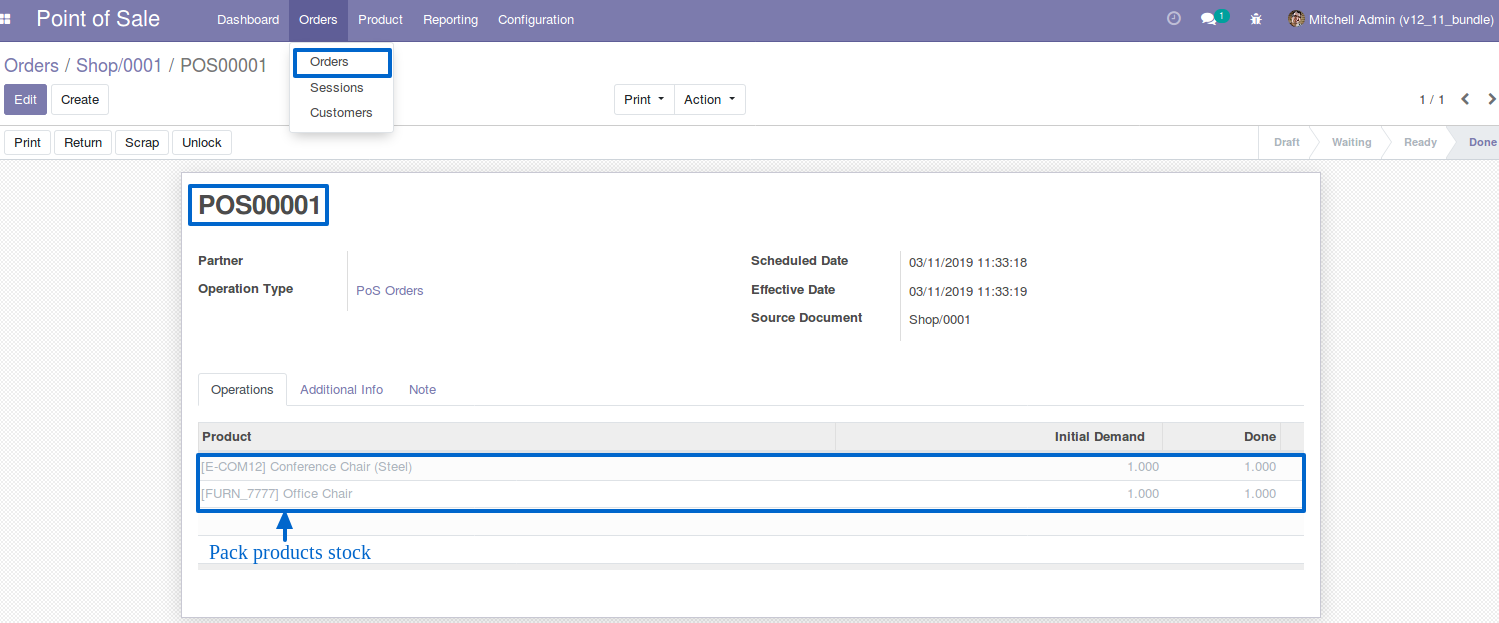 Point of Sale Dashboard Orders Product Reporting Configuration 1 Mitchell Admin (v12_11_bundle)
Orders
Sessions
Customers
Orders / Shop/0001 / POS00001
Edit Create Print Action 1 / 1
Print Return Scrap Unlock Draft Waiting Ready Done
POS00001
Partner
Operation Type PoS Orders
Scheduled Date 03/11/2019 11:33:18
Effective Date 03/11/2019 11:33:19
Source Document Shop/0001
Operations Additional Info Note
Product Initial Demand Done
[E-COM12] Conference Chair (Steel) 1.000 1.000
[FURN_7777] Office Chair 1.000 1.000
Pack products stock